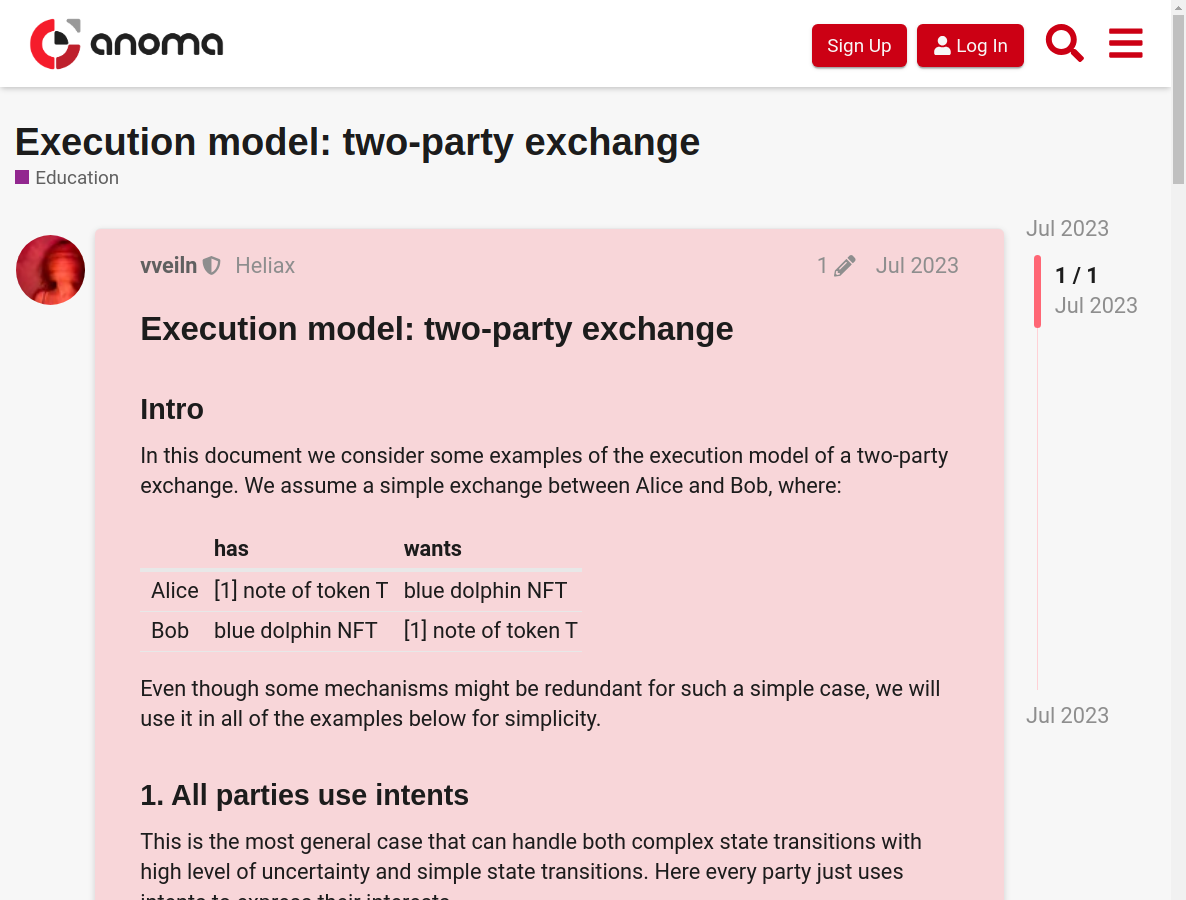 anoma
Sign Up
Log In
Execution model: two-party exchange
Education
Jul 2023
vveiln Heliax 1 Jul 2023
1 / 1
Jul 2023
Execution model: two-party exchange
Intro
In this document we consider some examples of the execution model of a two-party
exchange. We assume a simple exchange between Alice and Bob, where:
has wants
Alice [1] note of token T blue dolphin NFT
Bob blue dolphin NFT [1] note of token T
Even though some mechanisms might be redundant for such a simple case, we will
use it in all of the examples below for simplicity.
Jul 2023
1. All parties use intents
This is the most general case that can handle both complex state transitions with
high level of uncertainty and simple state transitions. Here every party just uses
intents to express their interests